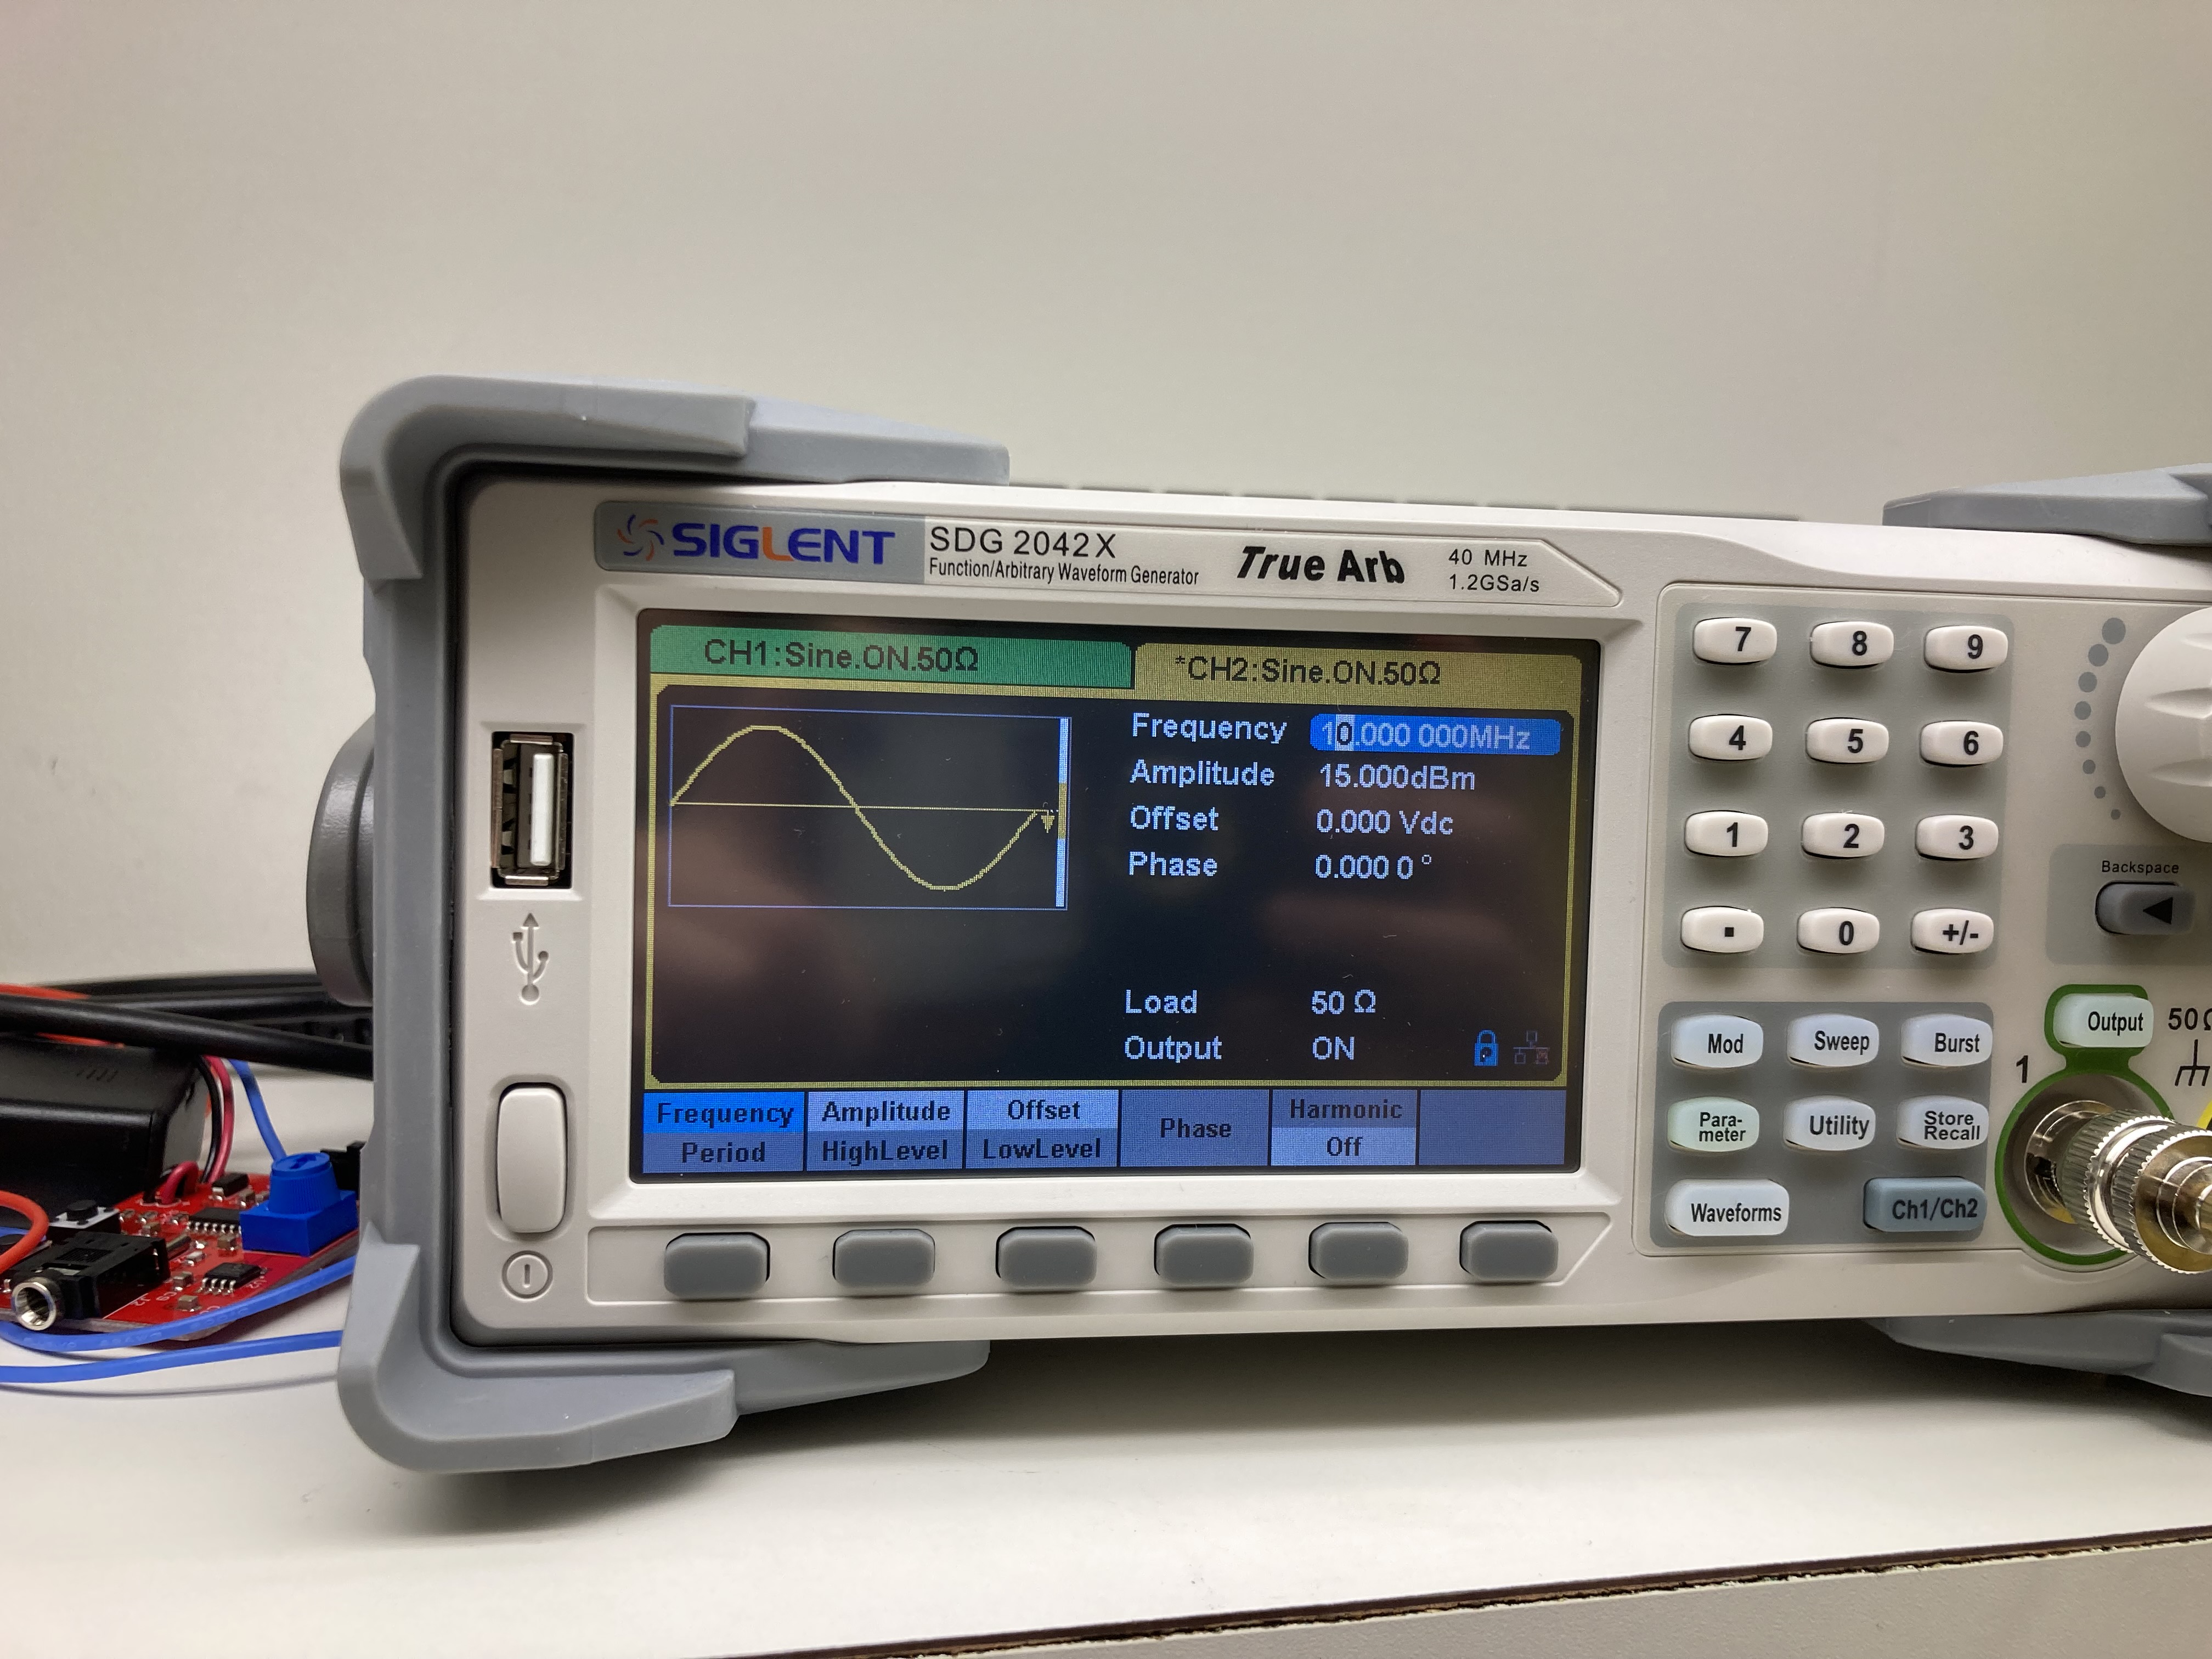 SIGLENT
SDG 2042X
Function/Arbitrary Waveform Generator
True Arb
40 MHz
1.2GSa/s
CH1:Sine.ON.50Ω
*CH2:Sine.ON.50Ω
Frequency 10.000 000MHz
Amplitude 15.000dBm
Offset 0.000 Vdc
Phase 0.000 0 °
Load 50 Ω
Output ON
Frequency
Period
Amplitude
HighLevel
Offset
LowLevel
Phase
Harmonic
Off
7 8 9
4 5 6
1 2 3
. 0 +/-
Backspace
Mod Sweep Burst
Para-
meter
Utility
Store
Recall
Waveforms Ch1/Ch2
Output
50Ω
1